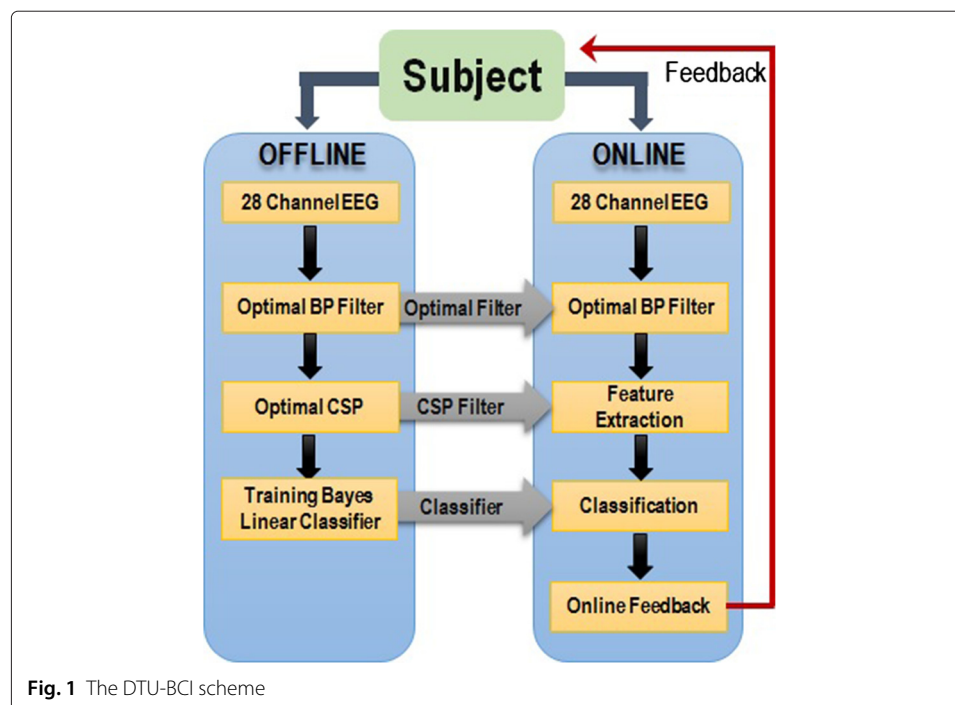 Subject
Feedback
OFFLINE
28 Channel EEG
Optimal BP Filter
Optimal CSP
Training Bayes
Linear Classifier
Optimal Filter
CSP Filter
Classifier
ONLINE
28 Channel EEG
Optimal BP Filter
Feature
Extraction
Classification
Online Feedback
Fig. 1 The DTU-BCI scheme